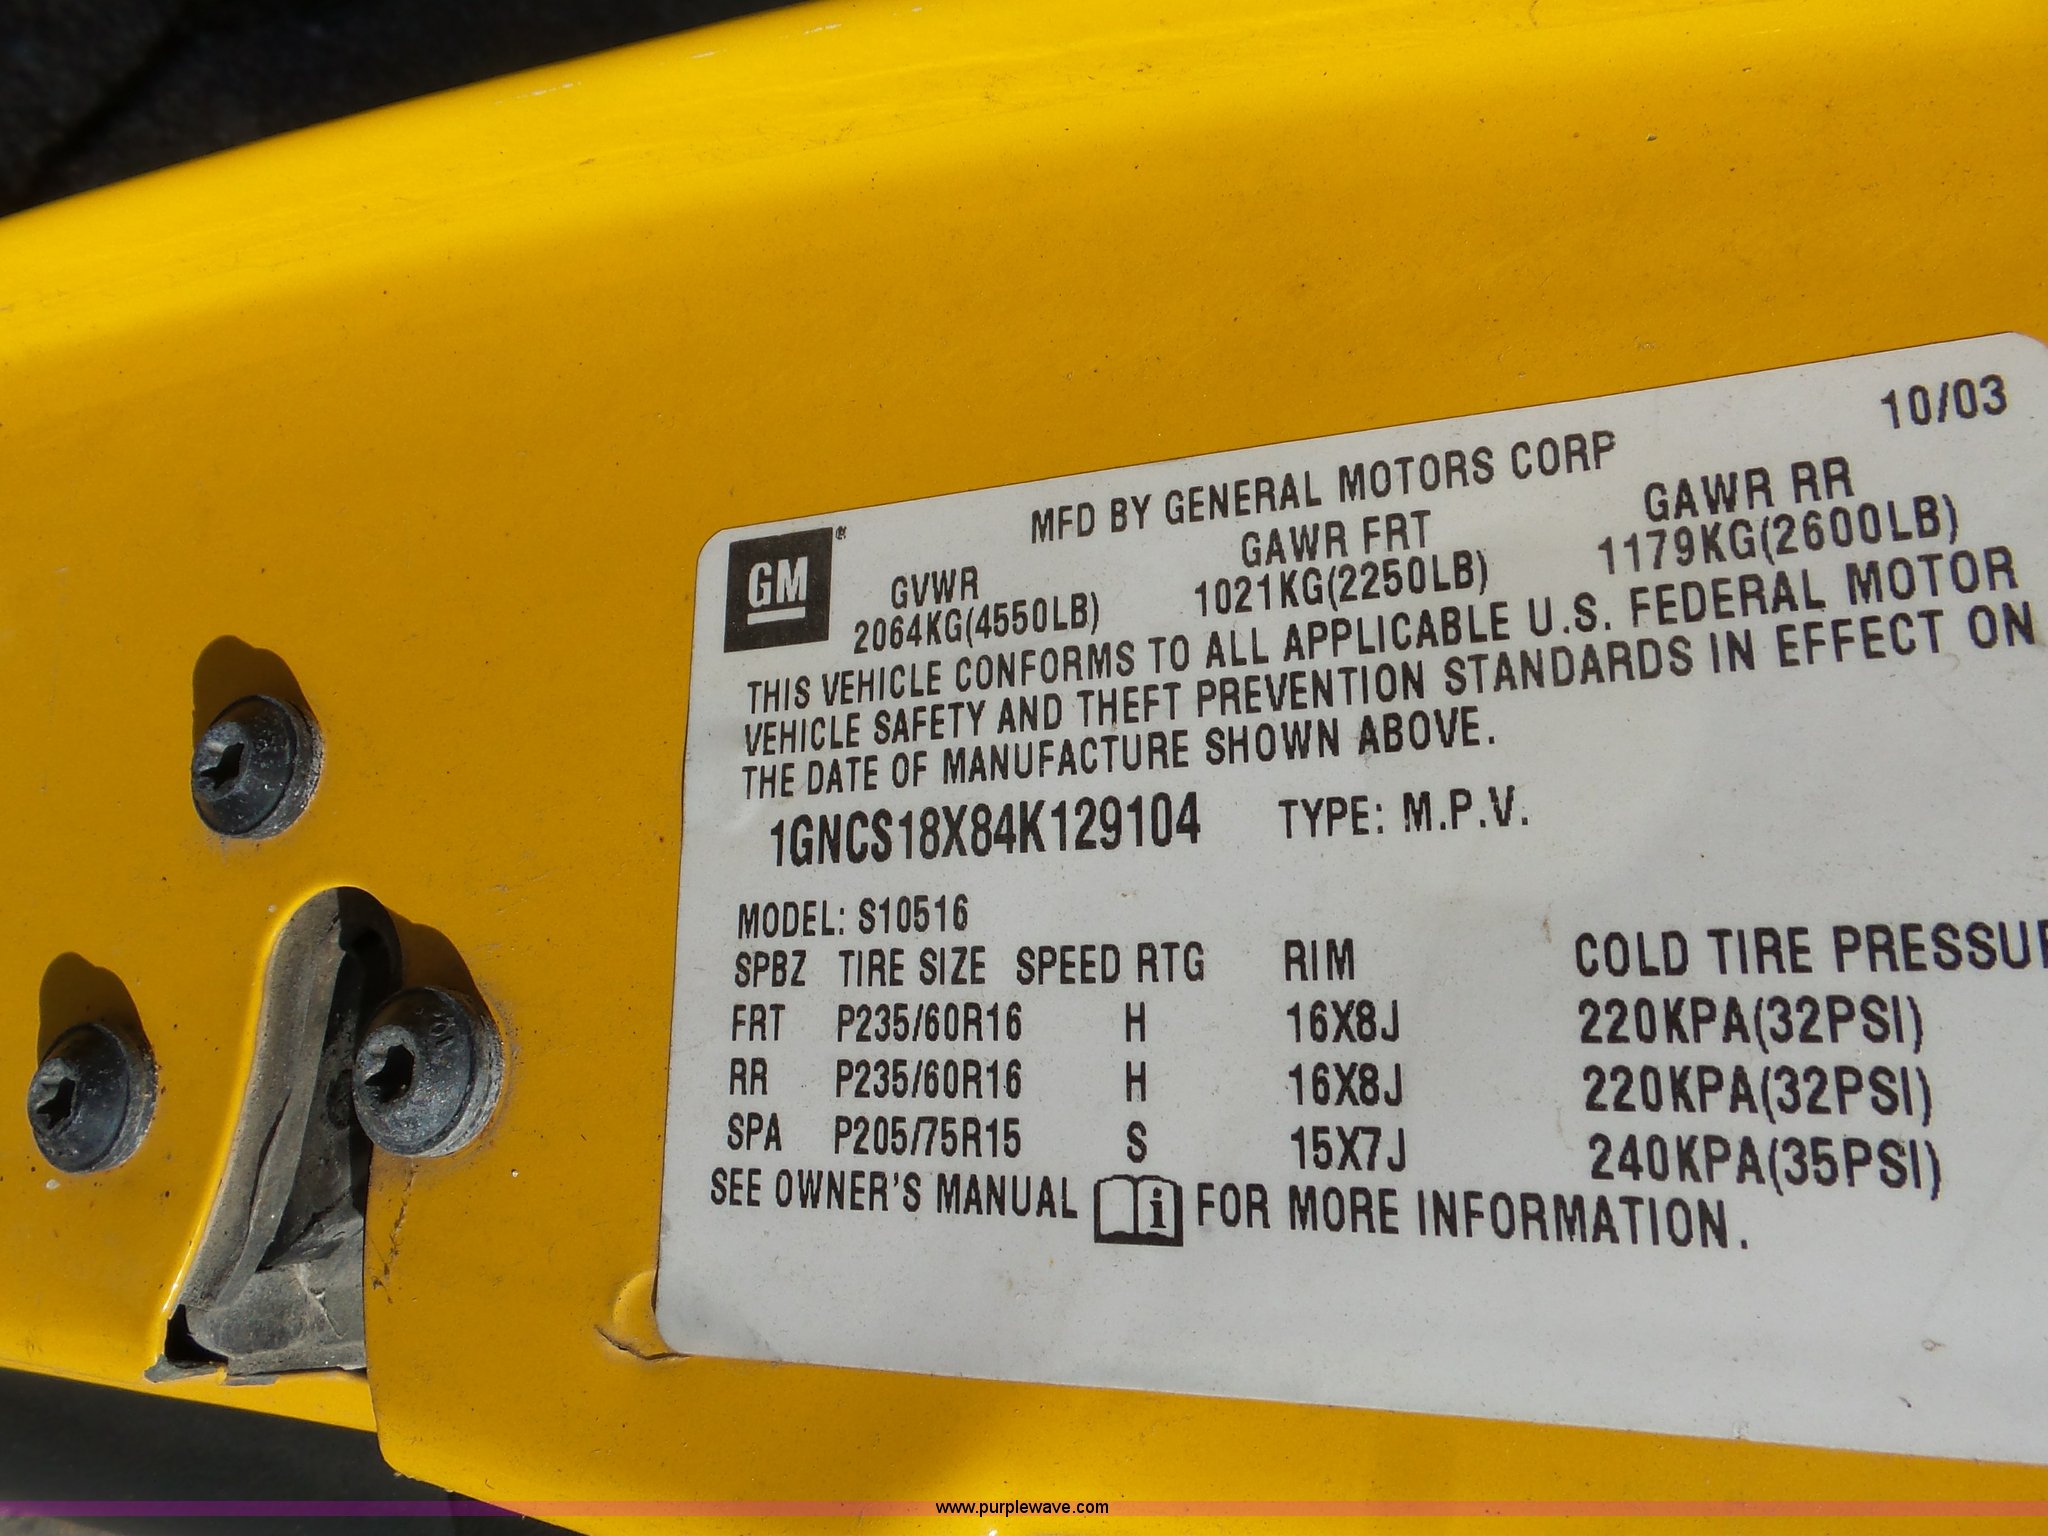 10/03
MFD BY GENERAL MOTORS CORP
GM®
GVWR GAWR FRT GAWR RR
2064KG(4550LB) 1021KG(2250LB) 1179KG(2600LB)
THIS VEHICLE CONFORMS TO ALL APPLICABLE U.S. FEDERAL MOTOR
VEHICLE SAFETY AND THEFT PREVENTION STANDARDS IN EFFECT ON
THE DATE OF MANUFACTURE SHOWN ABOVE.
1GNCS18X84K129104 TYPE: M.P.V.
MODEL: S10516
SPBZ TIRE SIZE SPEED RTG RIM COLD TIRE PRESSUR
FRT P235/60R16 H 16X8J 220KPA(32PSI)
RR P235/60R16 H 16X8J 220KPA(32PSI)
SPA P205/75R15 S 15X7J 240KPA(35PSI)
SEE OWNER'S MANUAL i FOR MORE INFORMATION.
www.purplewave.com